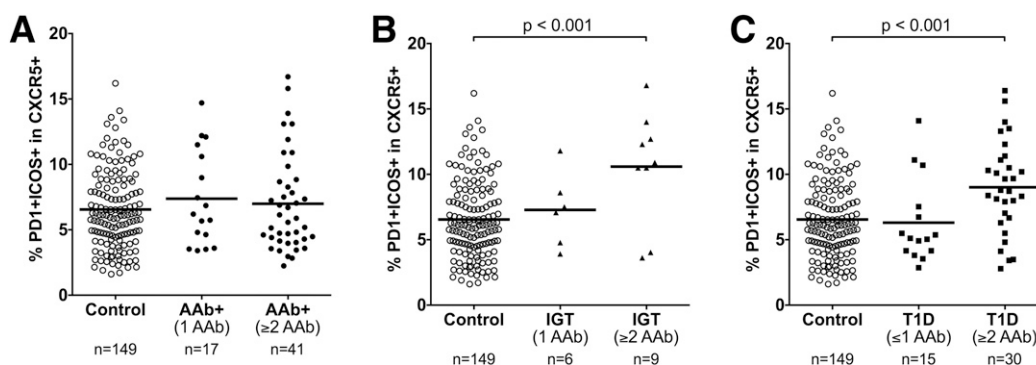 A
% PD1+ICOS+ in CXCR5+
20
15
10
5
0
Control
n=149
AAb+
(1 AAb)
n=17
AAb+
(≥2 AAb)
n=41
B
p < 0.001
% PD1+ICOS+ in CXCR5+
20
15
10
5
0
Control
n=149
IGT
(1 AAb)
n=6
IGT
(≥2 AAb)
n=9
C
p < 0.001
% PD1+ICOS+ in CXCR5+
20
15
10
5
0
Control
n=149
T1D
(≤1 AAb)
n=15
T1D
(≥2 AAb)
n=30